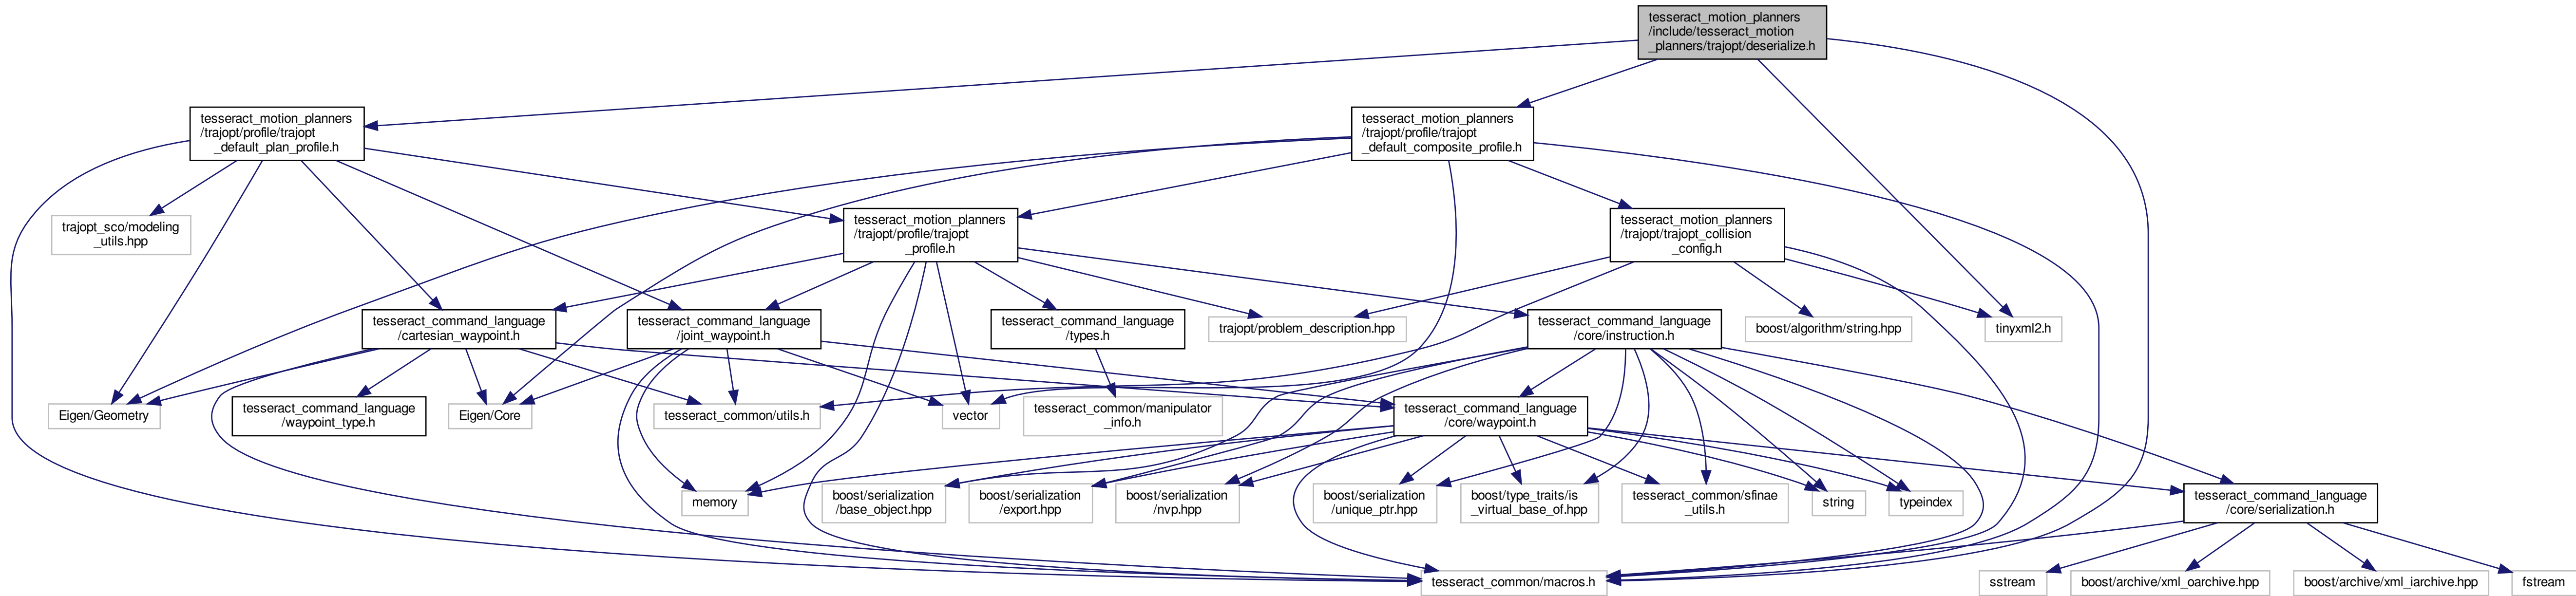 tesseract_motion_planners
/include/tesseract_motion
_planners/trajopt/deserialize.h
tesseract_motion_planners
/trajopt/profile/trajopt
_default_plan_profile.h
tesseract_motion_planners
/trajopt/profile/trajopt
_default_composite_profile.h
trajopt_sco/modeling
_utils.hpp
tesseract_motion_planners
/trajopt/profile/trajopt
_profile.h
tesseract_motion_planners
/trajopt/trajopt_collision
_config.h
tesseract_command_language
/cartesian_waypoint.h
tesseract_command_language
/joint_waypoint.h
tesseract_command_language
/types.h
trajopt/problem_description.hpp
tesseract_command_language
/core/instruction.h
boost/algorithm/string.hpp
tinyxml2.h
Eigen/Geometry
tesseract_command_language
/waypoint_type.h
Eigen/Core
tesseract_common/utils.h
vector
tesseract_common/manipulator
_info.h
tesseract_command_language
/core/waypoint.h
memory
boost/serialization
/base_object.hpp
boost/serialization
/export.hpp
boost/serialization
/nvp.hpp
boost/serialization
/unique_ptr.hpp
boost/type_traits/is
_virtual_base_of.hpp
tesseract_common/sfinae
_utils.h
string
typeindex
tesseract_command_language
/core/serialization.h
tesseract_common/macros.h
sstream
boost/archive/xml_oarchive.hpp
boost/archive/xml_iarchive.hpp
fstream